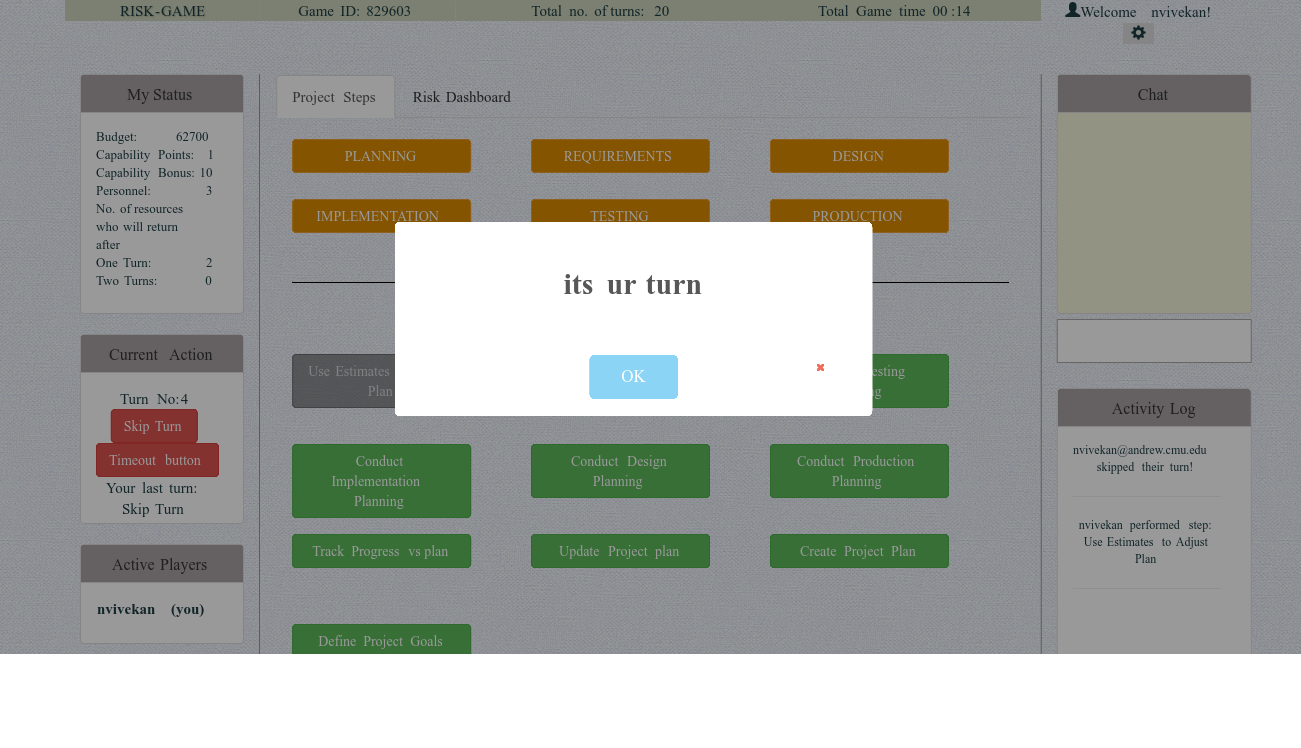 RISK-GAME Game ID: 829603 Total no. of turns: 20 Total Game time 00 :14 Welcome nvivekan!
My Status
Budget: 62700
Capability Points: 1
Capability Bonus: 10
Personnel: 3
No. of resources
who will return
after
One Turn: 2
Two Turns: 0
Current Action
Turn No:4
Skip Turn
Timeout button
Your last turn:
Skip Turn
Active Players
nvivekan (you)
Project Steps Risk Dashboard
PLANNING REQUIREMENTS DESIGN
IMPLEMENTATION TESTING PRODUCTION
its ur turn
OK
Use Estimates
Plan
Conduct
Implementation
Planning
Conduct Design
Planning
Conduct Production
Planning
Track Progress vs plan Update Project plan Create Project Plan
Define Project Goals
Chat
Activity Log
nvivekan@andrew.cmu.edu
skipped their turn!
nvivekan performed step:
Use Estimates to Adjust
Plan